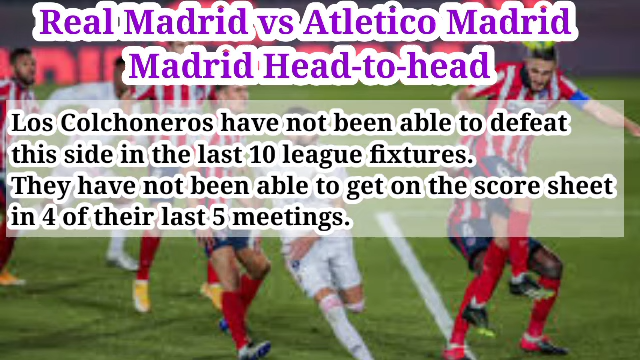 Real Madrid vs Atletico Madrid
Madrid Head-to-head
Los Colchoneros have not been able to defeat
this side in the last 10 league fixtures.
They have not been able to get on the score sheet
in 4 of their last 5 meetings.